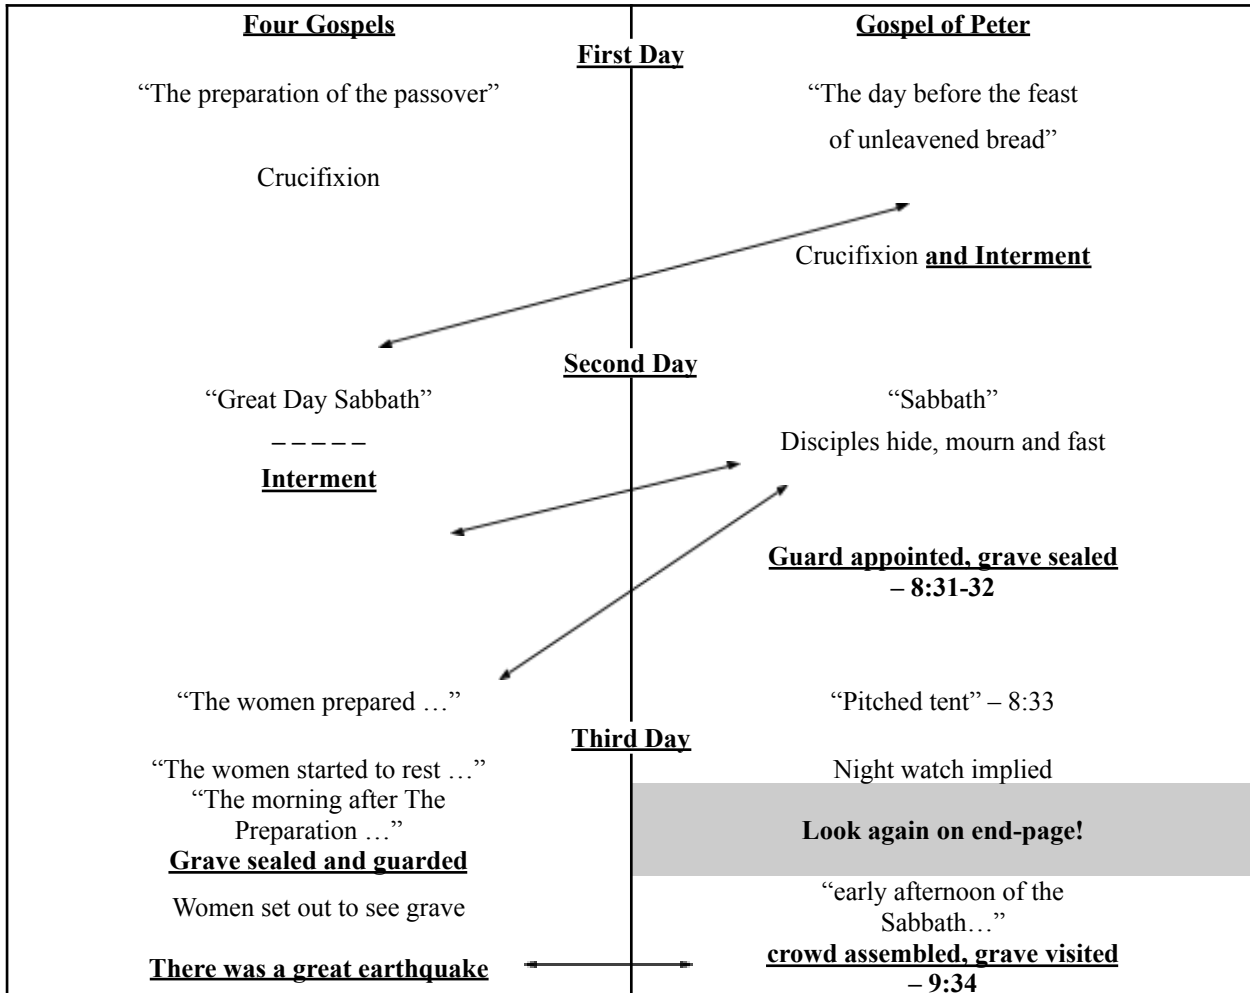 Four Gospels
Gospel of Peter
First Day
“The preparation of the passover”
“The day before the feast
of unleavened bread”
Crucifixion
Crucifixion and Interment
Second Day
“Great Day Sabbath”
“Sabbath”
– – – – –
Disciples hide, mourn and fast
Interment
Guard appointed, grave sealed
– 8:31-32
“The women prepared …”
“Pitched tent” – 8:33
Third Day
“The women started to rest …”
Night watch implied
“The morning after The
Preparation …”
Look again on end-page!
Grave sealed and guarded
“early afternoon of the
Sabbath…”
Women set out to see grave
crowd assembled, grave visited
There was a great earthquake
– 9:34